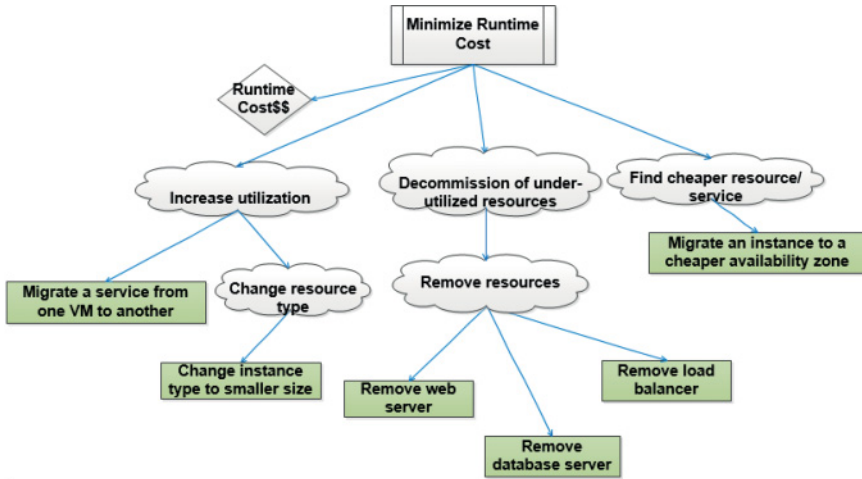 Minimize Runtime
Cost
Runtime
Cost$$
Increase utilization
Decommission of under-
utilized resources
Find cheaper resource/
service
Migrate a service from
one VM to another
Change resource
type
Remove resources
Migrate an instance to a
cheaper availability zone
Change instance
type to smaller size
Remove web
server
Remove load
balancer
Remove
database server